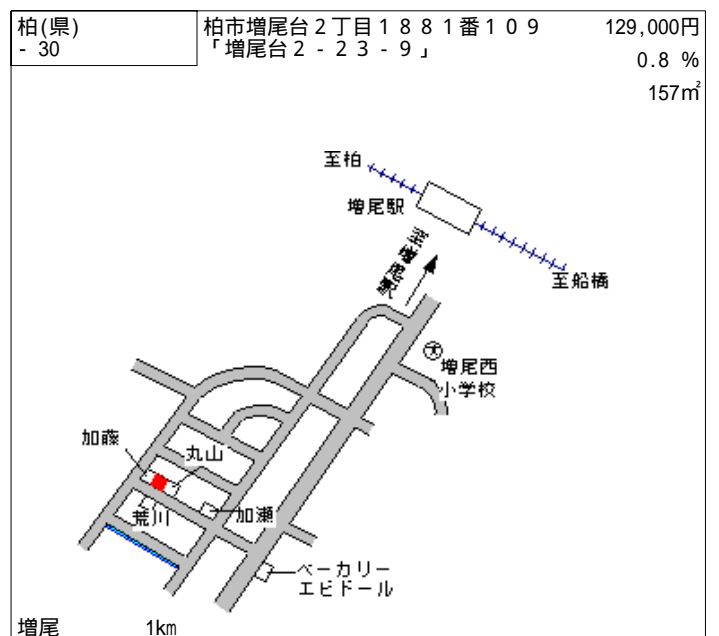 柏(県)
- 30
柏市増尾台2丁目1881番109
「増尾台2-23-9」
129,000円
0.8 %
157㎡
至柏
増尾駅
至増尾駅
至船橋
文
増尾西
小学校
加藤
丸山
荒川
加瀬
ベーカリー
エピドール
増尾
1km